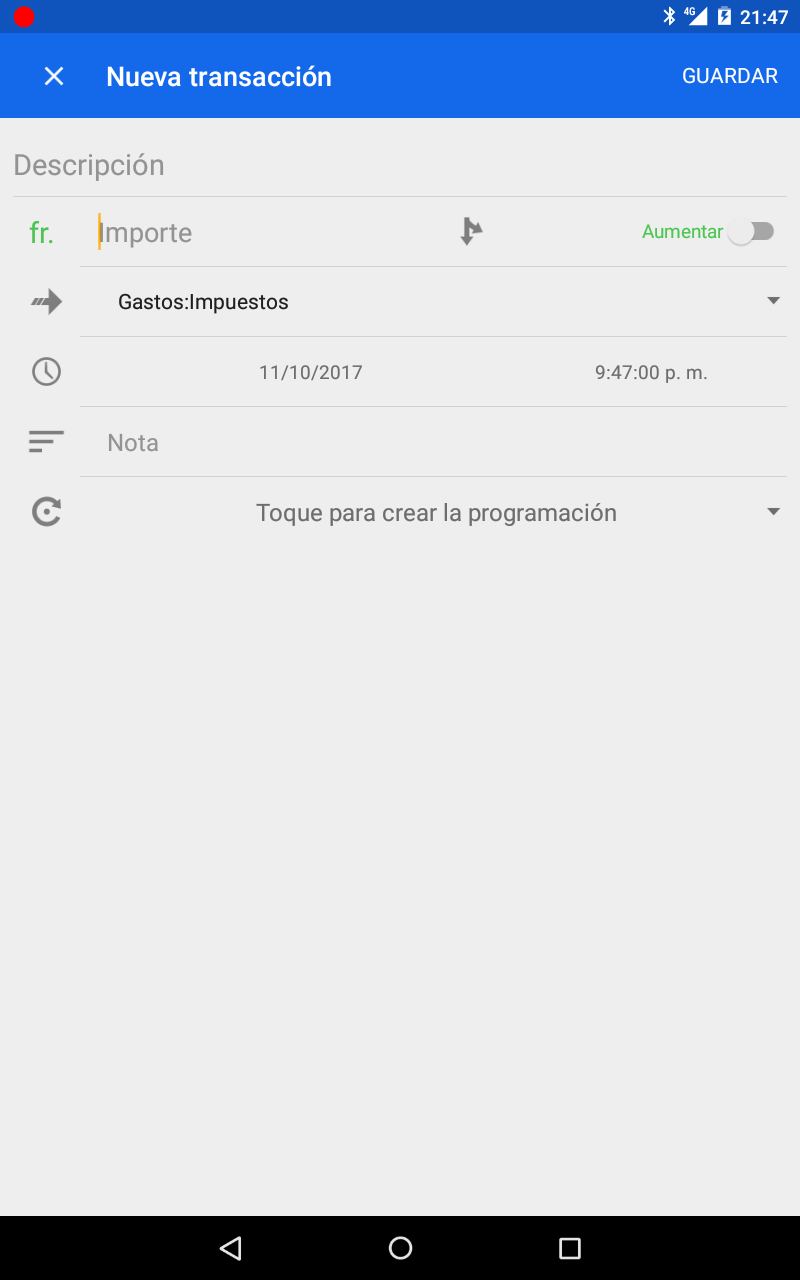 4G 21:47
Nueva transacción GUARDAR
Descripción
fr. Importe Aumentar
Gastos:Impuestos
11/10/2017 9:47:00 p. m.
Nota
Toque para crear la programación